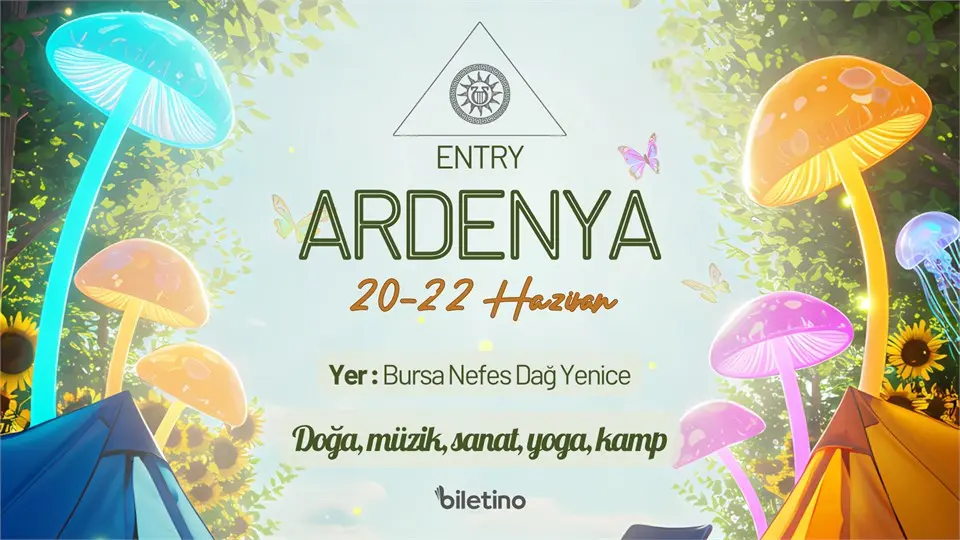 ENTRY
ARDENYA
20-22 Haziran
Yer : Bursa Nefes Dağ Yenice
Doğa, müzik, sanat, yoga, kamp
biletino